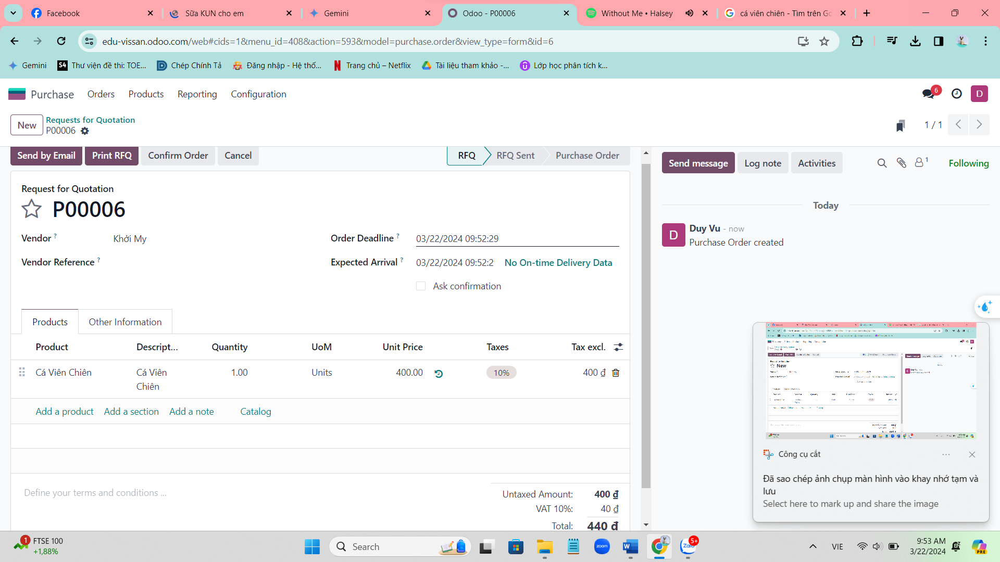 Facebook
Sữa KUN cho em
Gemini
Odoo - P00006
Without Me • Halsey
cá viên chiên - Tìm trên Go
edu-vissan.odoo.com/web#cids=1&menu_id=408&action=593&model=purchase.order&view_type=form&id=6
Gemini
S4 Thư viện đề thi: TOE...
Chép Chính Tả
Đăng nhập - Hệ thố...
Trang chủ – Netflix
Tài liệu tham khảo -...
Lớp học phân tích k...
Purchase Orders Products Reporting Configuration
6
D
New
Requests for Quotation
P00006
1 / 1
Send by Email Print RFQ Confirm Order Cancel
RFQ RFQ Sent Purchase Order
Send message Log note Activities
1
Following
Request for Quotation
P00006
Vendor ? Khởi My
Order Deadline ? 03/22/2024 09:52:29
Vendor Reference ?
Expected Arrival ? 03/22/2024 09:52:2 No On-time Delivery Data
Ask confirmation
Today
D
Duy Vu - now
Purchase Order created
Products Other Information
Product Descript... Quantity UoM Unit Price Taxes Tax excl.
Cá Viên Chiên Cá Viên Chiên 1.00 Units 400.00 10% 400 ₫
Add a product Add a section Add a note Catalog
Define your terms and conditions ...
Untaxed Amount: 400 ₫
VAT 10%: 40 ₫
Total: 440 ₫
New
Công cụ cắt
Đã sao chép ảnh chụp màn hình vào khay nhớ tạm và
lưu
Select here to mark up and share the image
1
FTSE 100
+1,88%
Search
zoom
W
Zalo
5+
VIE
9:53 AM
3/22/2024
PRE